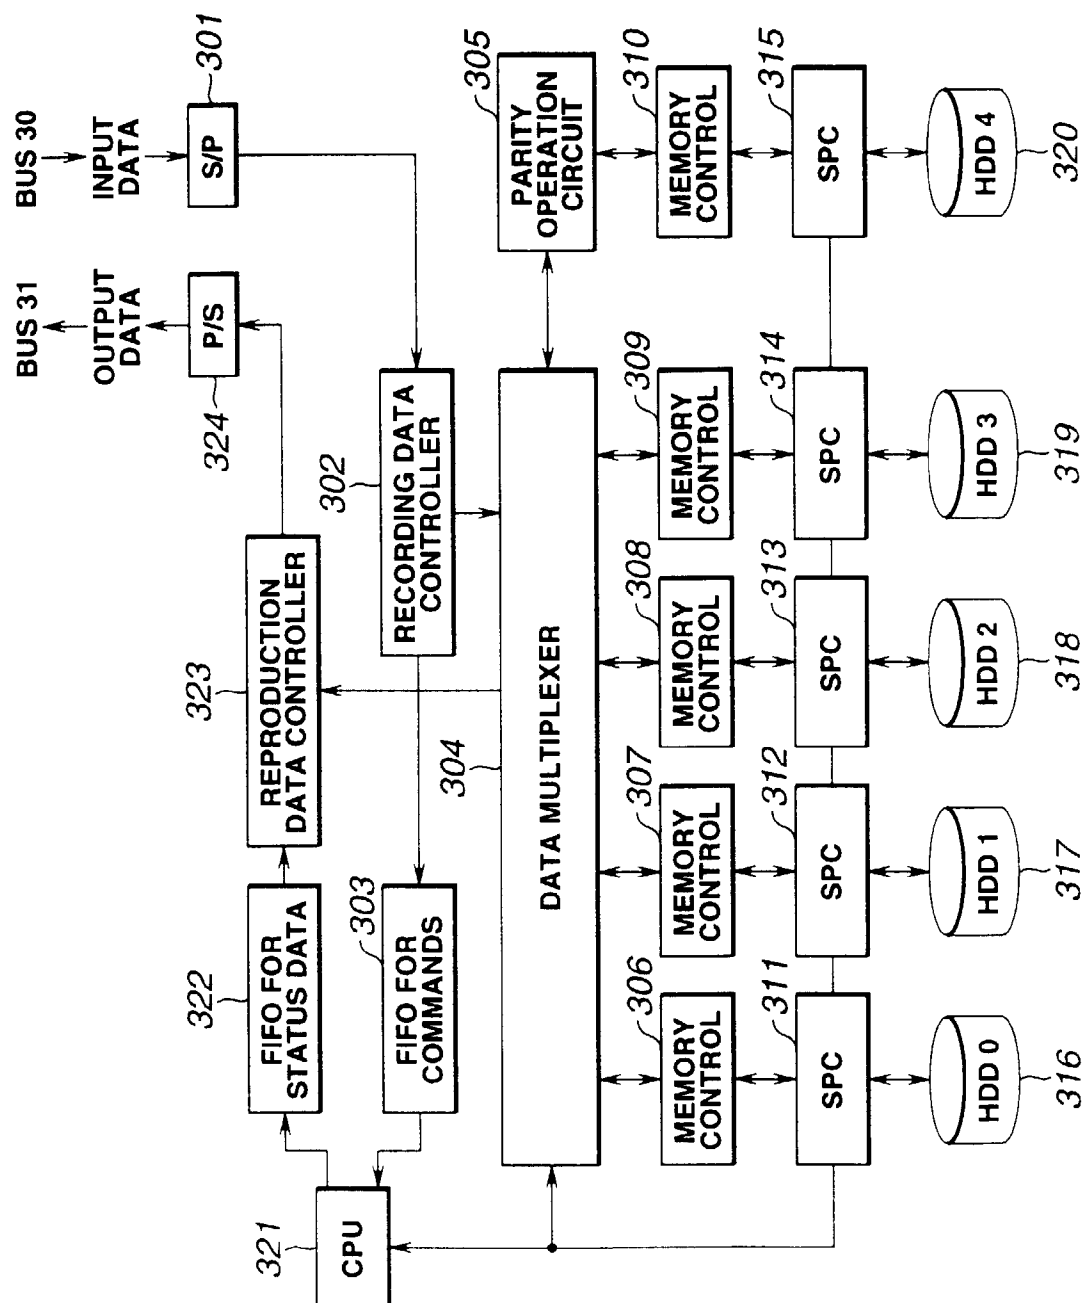 BUS 30
INPUT
DATA
S/P
301
BUS 31
OUTPUT
DATA
P/S
324
305
PARITY
OPERATION
CIRCUIT
310
MEMORY
CONTROL
315
SPC
HDD 4
320
302
RECORDING DATA
CONTROLLER
323
REPRODUCTION
DATA CONTROLLER
322
FIFO FOR
STATUS DATA
303
FIFO FOR
COMMANDS
321
CPU
304
DATA MULTIPLEXER
309
MEMORY
CONTROL
314
SPC
HDD 3
319
308
MEMORY
CONTROL
313
SPC
HDD 2
318
307
MEMORY
CONTROL
312
SPC
HDD 1
317
306
MEMORY
CONTROL
311
SPC
HDD 0
316